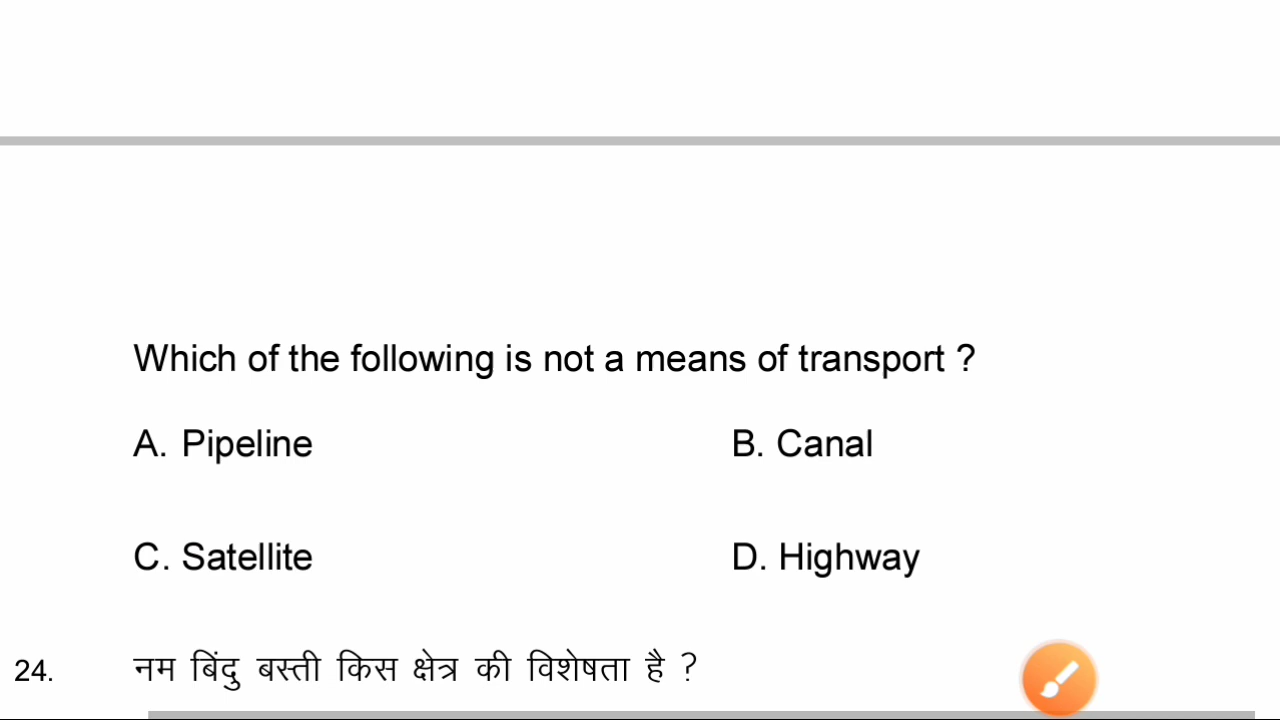 Which of the following is not a means of transport ?
A. Pipeline B. Canal
C. Satellite D. Highway
24. नम बिंदु बस्ती किस क्षेत्र की विशेषता है ?